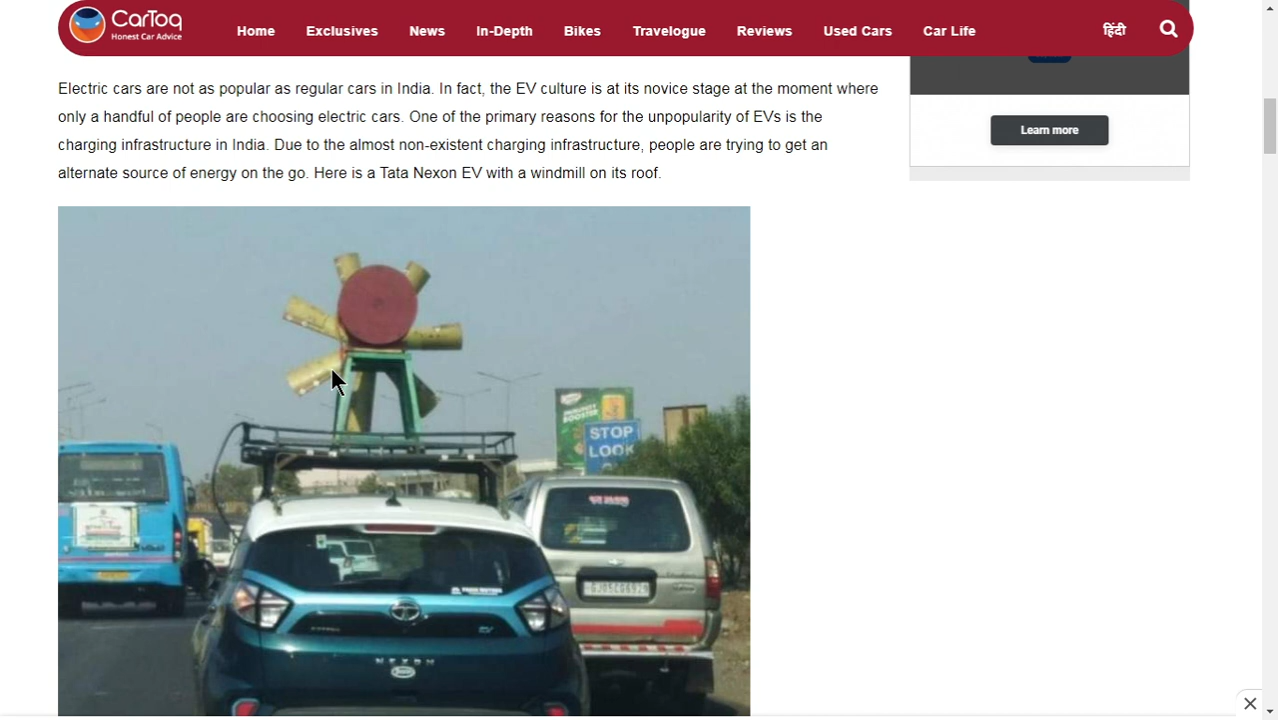 CarToq
Honest Car Advice
Home Exclusives News In-Depth Bikes Travelogue Reviews Used Cars Car Life हिंदी
Electric cars are not as popular as regular cars in India. In fact, the EV culture is at its novice stage at the moment where
only a handful of people are choosing electric cars. One of the primary reasons for the unpopularity of EVs is the
charging infrastructure in India. Due to the most non-existent charging infrastructure, people are trying to get an
alternate source of energy on the go. Here is a Tata Nexon EV with a windmill on its roof.
Learn more
IMMUNITY
BOOSTER
STOP
LOOK
EV
NEXON